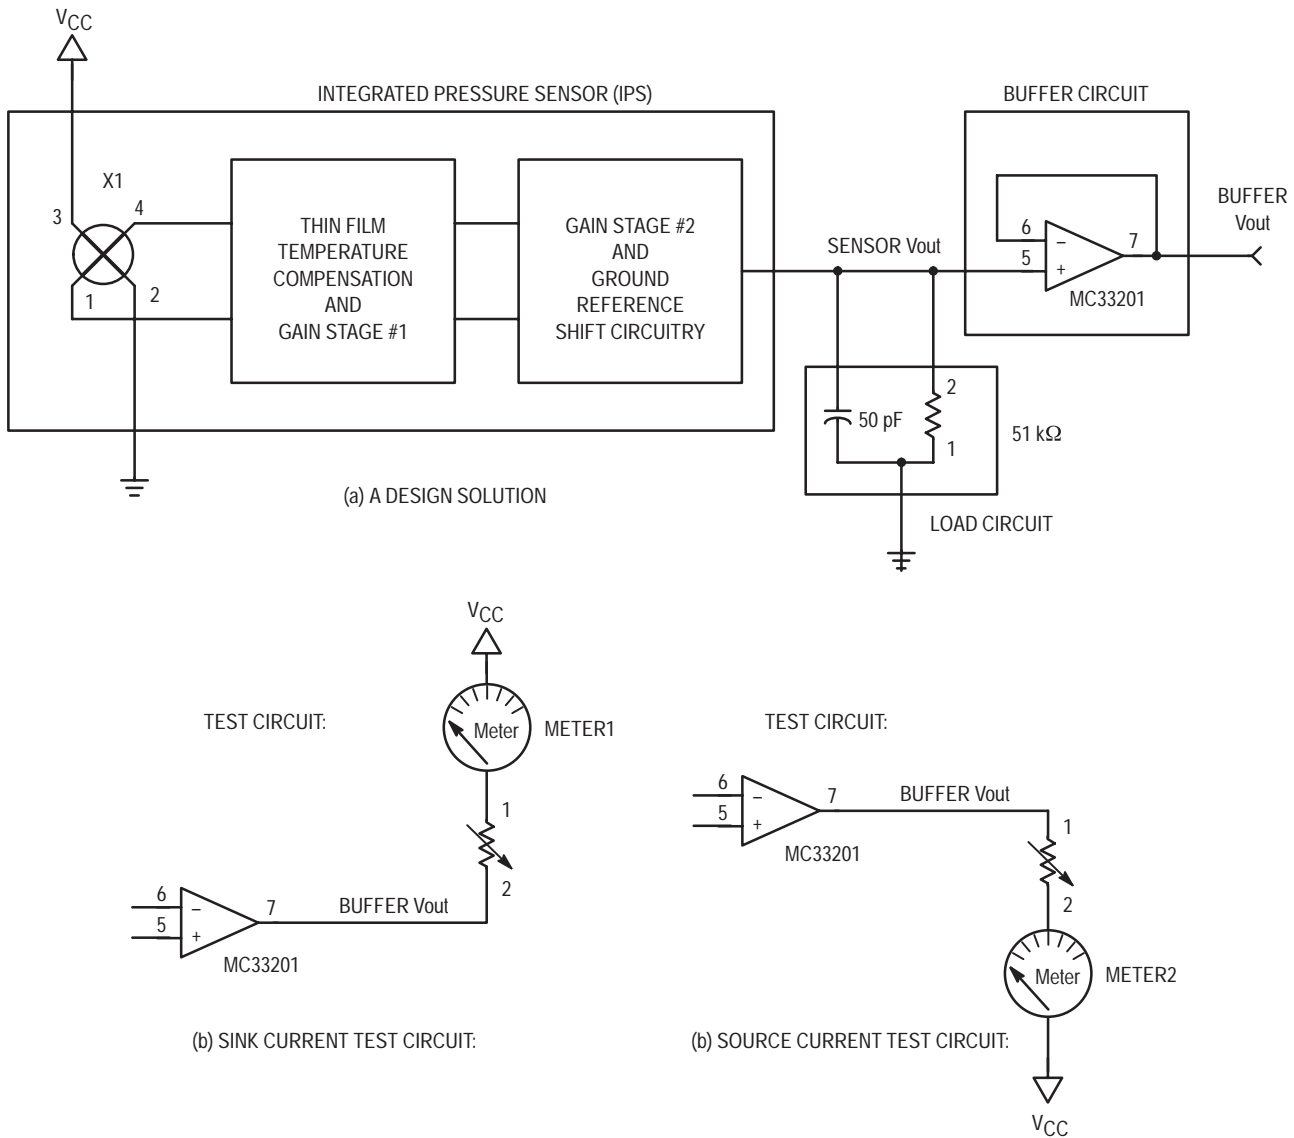 VCC
INTEGRATED PRESSURE SENSOR (IPS)
BUFFER CIRCUIT
X1
3
4
1
2
THIN FILM
TEMPERATURE
COMPENSATION
AND
GAIN STAGE #1
GAIN STAGE #2
AND
GROUND
REFERENCE
SHIFT CIRCUITRY
SENSOR Vout
6
5
–
+
7
MC33201
BUFFER
Vout
50 pF
2
1
51 kΩ
LOAD CIRCUIT
(a) A DESIGN SOLUTION
VCC
TEST CIRCUIT:
Meter
METER1
1
2
6
5
–
+
7
BUFFER Vout
MC33201
(b) SINK CURRENT TEST CIRCUIT:
TEST CIRCUIT:
6
5
–
+
7
BUFFER Vout
MC33201
1
2
Meter
METER2
(b) SOURCE CURRENT TEST CIRCUIT:
VCC